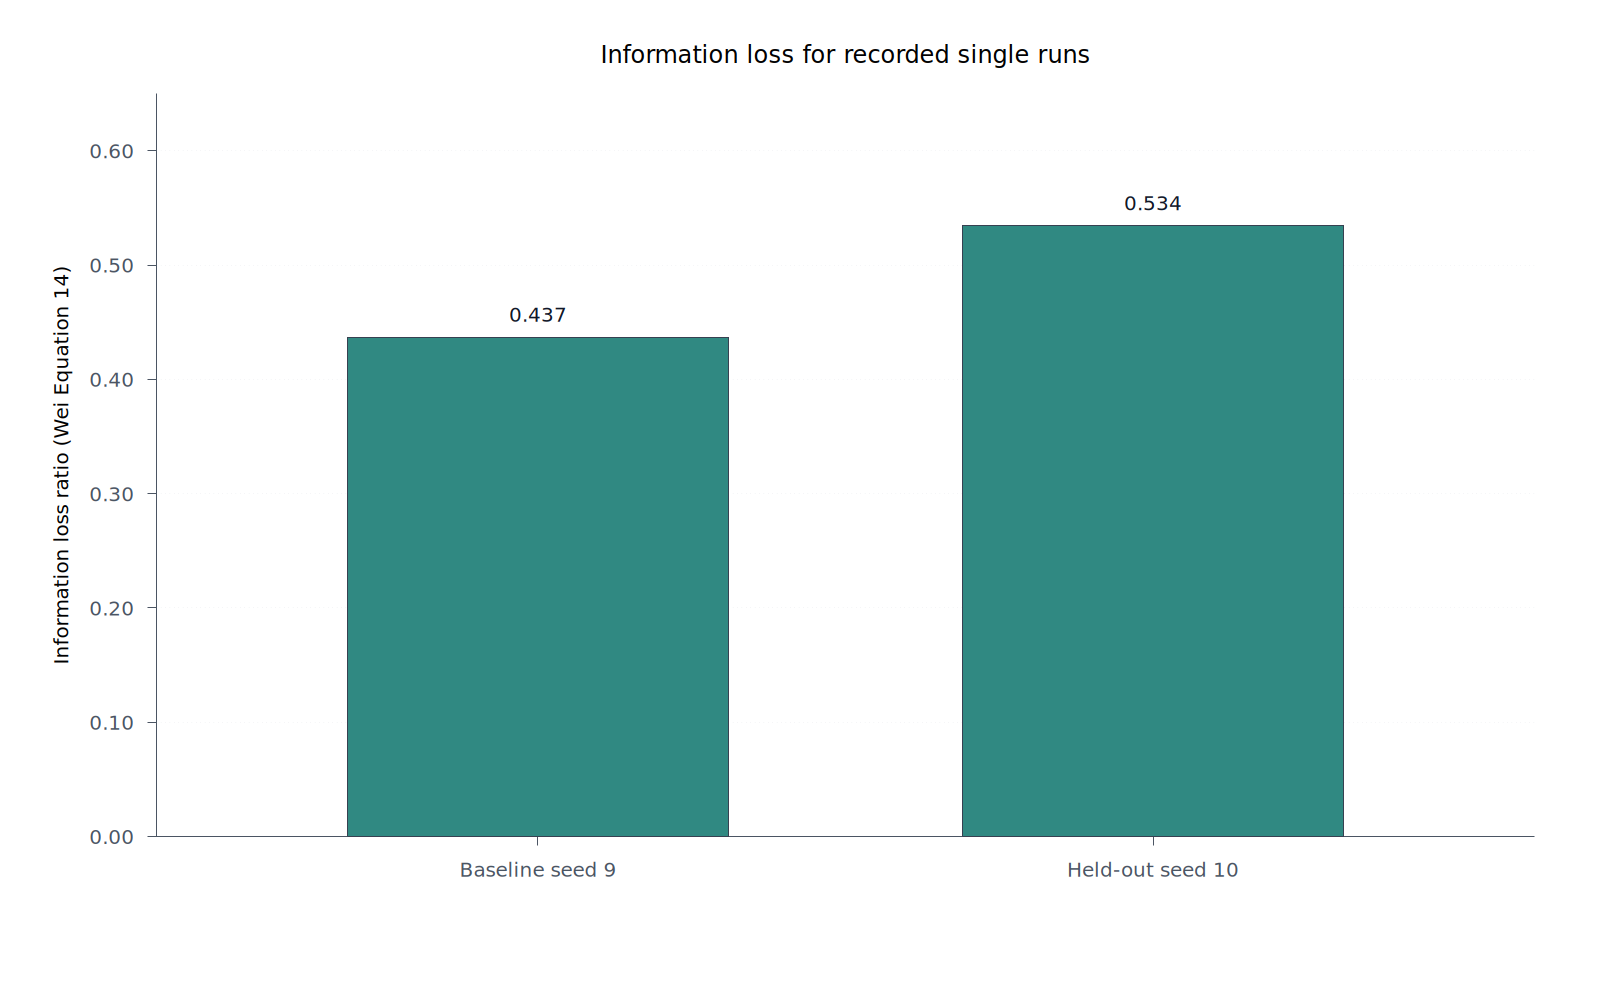 Information loss for recorded single runs
Information loss ratio (Wei Equation 14)
0.60
0.50
0.40
0.30
0.20
0.10
0.00
0.437
0.534
Baseline seed 9
Held-out seed 10